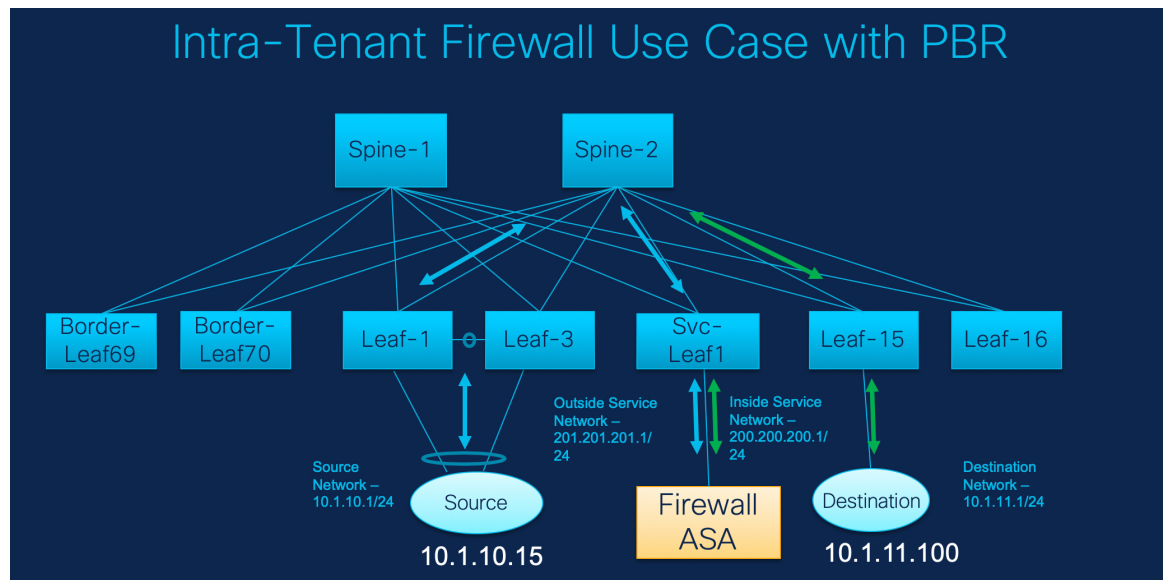 Intra-Tenant Firewall Use Case with PBR
Spine-1
Spine-2
Border-
Leaf69
Border-
Leaf70
Leaf-1
Leaf-3
Svc-
Leaf1
Leaf-15
Leaf-16
Outside Service
Network –
201.201.201.1/
24
Inside Service
Network –
200.200.200.1/
24
Source
Network –
10.1.10.1/24
Destination
Network –
10.1.11.1/24
Source
10.1.10.15
Firewall
ASA
Destination
10.1.11.100